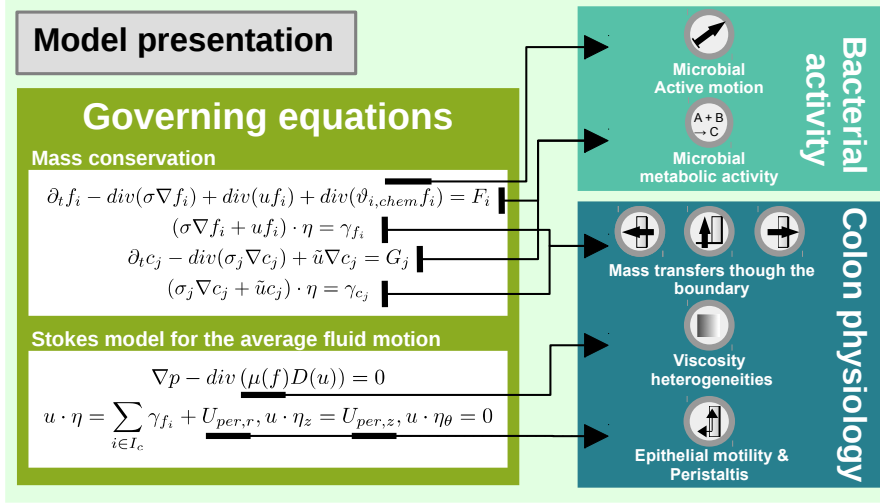 Model presentation
Governing equations
Mass conservation
∂_t f_i − div(σ∇f_i) + div(uf_i) + div(ϑ_{i,chem} f_i) = F_i
(σ∇f_i + uf_i) · η = γ_{f_i}
∂_t c_j − div(σ_j∇c_j) + ũ∇c_j = G_j
(σ_j∇c_j + ũc_j) · η = γ_{c_j}
Stokes model for the average fluid motion
∇p − div (μ(f)D(u)) = 0
u · η = ∑_{i∈I_c} γ_{f_i} + U_{per,r}, u · η_z = U_{per,z}, u · η_θ = 0
Microbial
Active motion
A + B
→ C
Microbial
metabolic activity
Bacterial
activity
Mass transfers though the
boundary
Viscosity
heterogeneities
Epithelial motility &
Peristaltis
Colon physiology